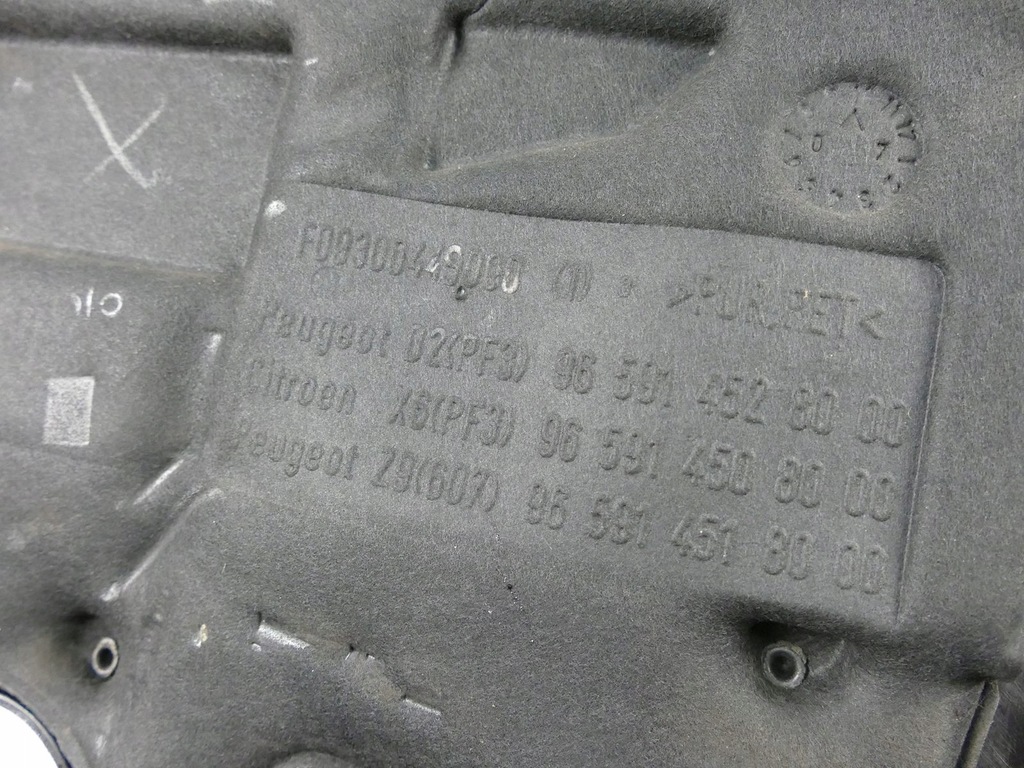 X
07
(1) >PUR,PET<
Peugeot D2(PF3) 96 591 452 80 00
Citroen X6(PF3) 96 591 450 80 00
Peugeot Z9(607) 96 591 451 80 00